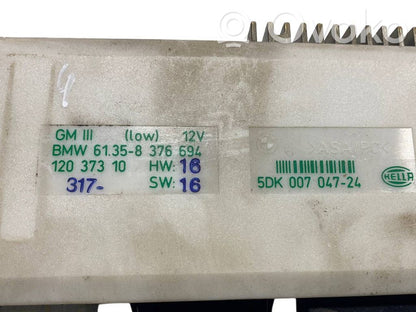 Ovoko
GM III (low) 12V
BMW 61.35-8 376 694
120 373 10 HW: 16
317- SW: 16
5DK 007 047-24
HELLA